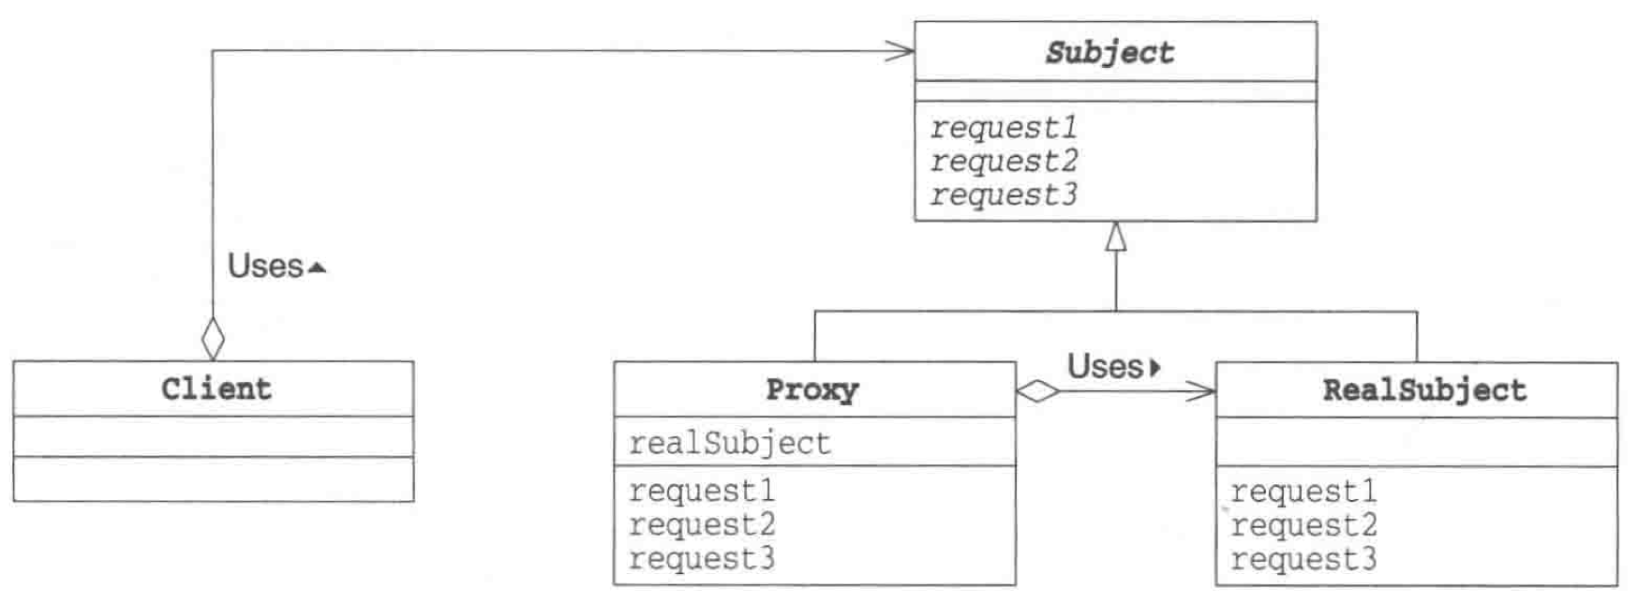 Subject
request1
request2
request3
Uses
Client
Proxy
realSubject
request1
request2
request3
Uses
RealSubject
request1
request2
request3